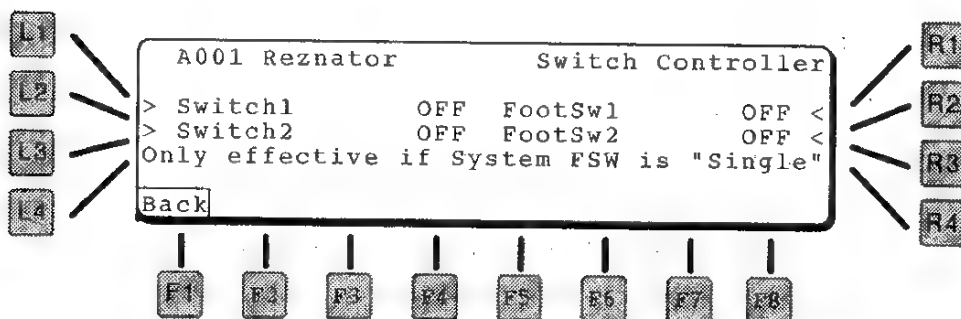 L1
L2
L3
L4
A001 Reznator Switch Controller
> Switch1 OFF FootSw1 OFF <
> Switch2 OFF FootSw2 OFF <
Only effective if System FSW is "Single"
Back
R1
R2
R3
R4
F1 F2 F3 F4 F5 F6 F7 F8